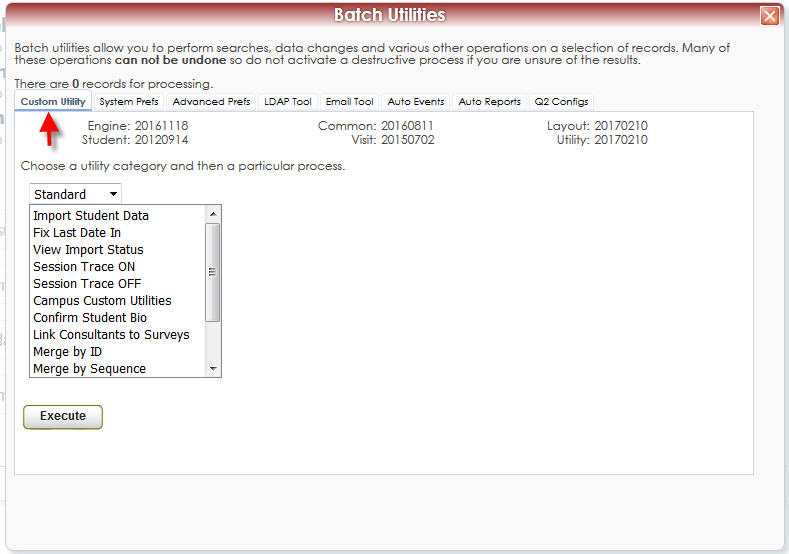 Batch Utilities
Batch utilities allow you to perform searches, data changes and various other operations on a selection of records. Many of
these operations can not be undone so do not activate a destructive process if you are unsure of the results.
There are 0 records for processing.
Custom Utility System Prefs Advanced Prefs LDAP Tool Email Tool Auto Events Auto Reports Q2 Configs
Engine: 20161118 Common: 20160811 Layout: 20170210
Student: 20120914 Visit: 20150702 Utility: 20170210
Choose a utility category and then a particular process.
Standard
Import Student Data
Fix Last Date In
View Import Status
Session Trace ON
Session Trace OFF
Campus Custom Utilities
Confirm Student Bio
Link Consultants to Surveys
Merge by ID
Merge by Sequence
Execute